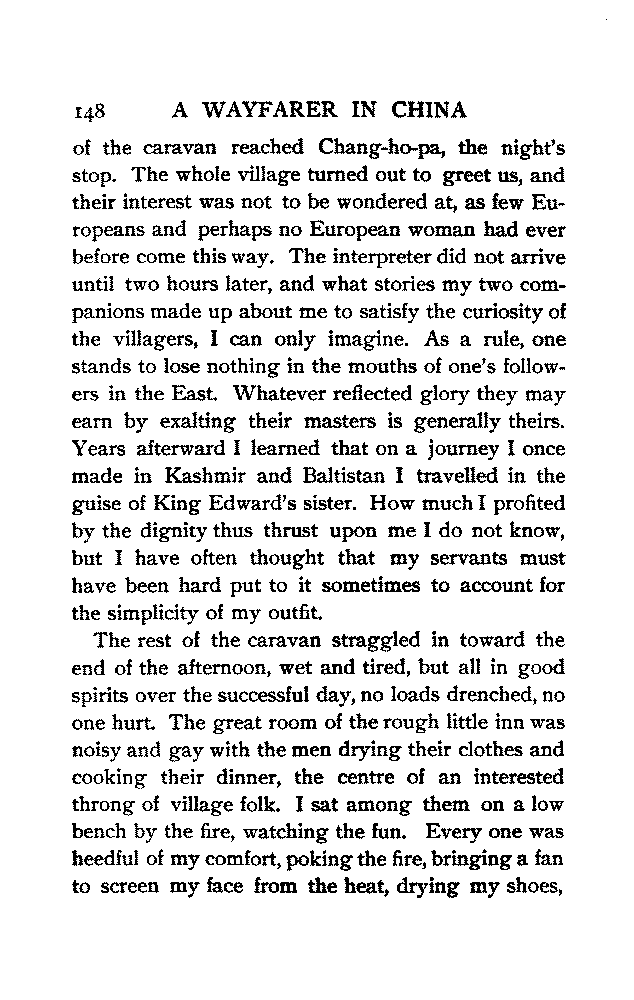 148 A WAYFARER IN CHINA
of the caravan reached Chang-ho-pa, the night's
stop. The whole village turned out to greet us, and
their interest was not to be wondered at, as few Eu-
ropeans and perhaps no European woman had ever
before come this way. The interpreter did not arrive
until two hours later, and what stories my two com-
panions made up about me to satisfy the curiosity of
the villagers, I can only imagine. As a rule, one
stands to lose nothing in the mouths of one's follow-
ers in the East. Whatever reflected glory they may
earn by exalting their masters is generally theirs.
Years afterward I learned that on a journey I once
made in Kashmir and Baltistan I travelled in the
guise of King Edward's sister. How much I profited
by the dignity thus thrust upon me I do not know,
but I have often thought that my servants must
have been hard put to it sometimes to account for
the simplicity of my outfit.
The rest of the caravan straggled in toward the
end of the afternoon, wet and tired, but all in good
spirits over the successful day, no loads drenched, no
one hurt. The great room of the rough little inn was
noisy and gay with the men drying their clothes and
cooking their dinner, the centre of an interested
throng of village folk. I sat among them on a low
bench by the fire, watching the fun. Every one was
heedful of my comfort, poking the fire, bringing a fan
to screen my face from the heat, drying my shoes,